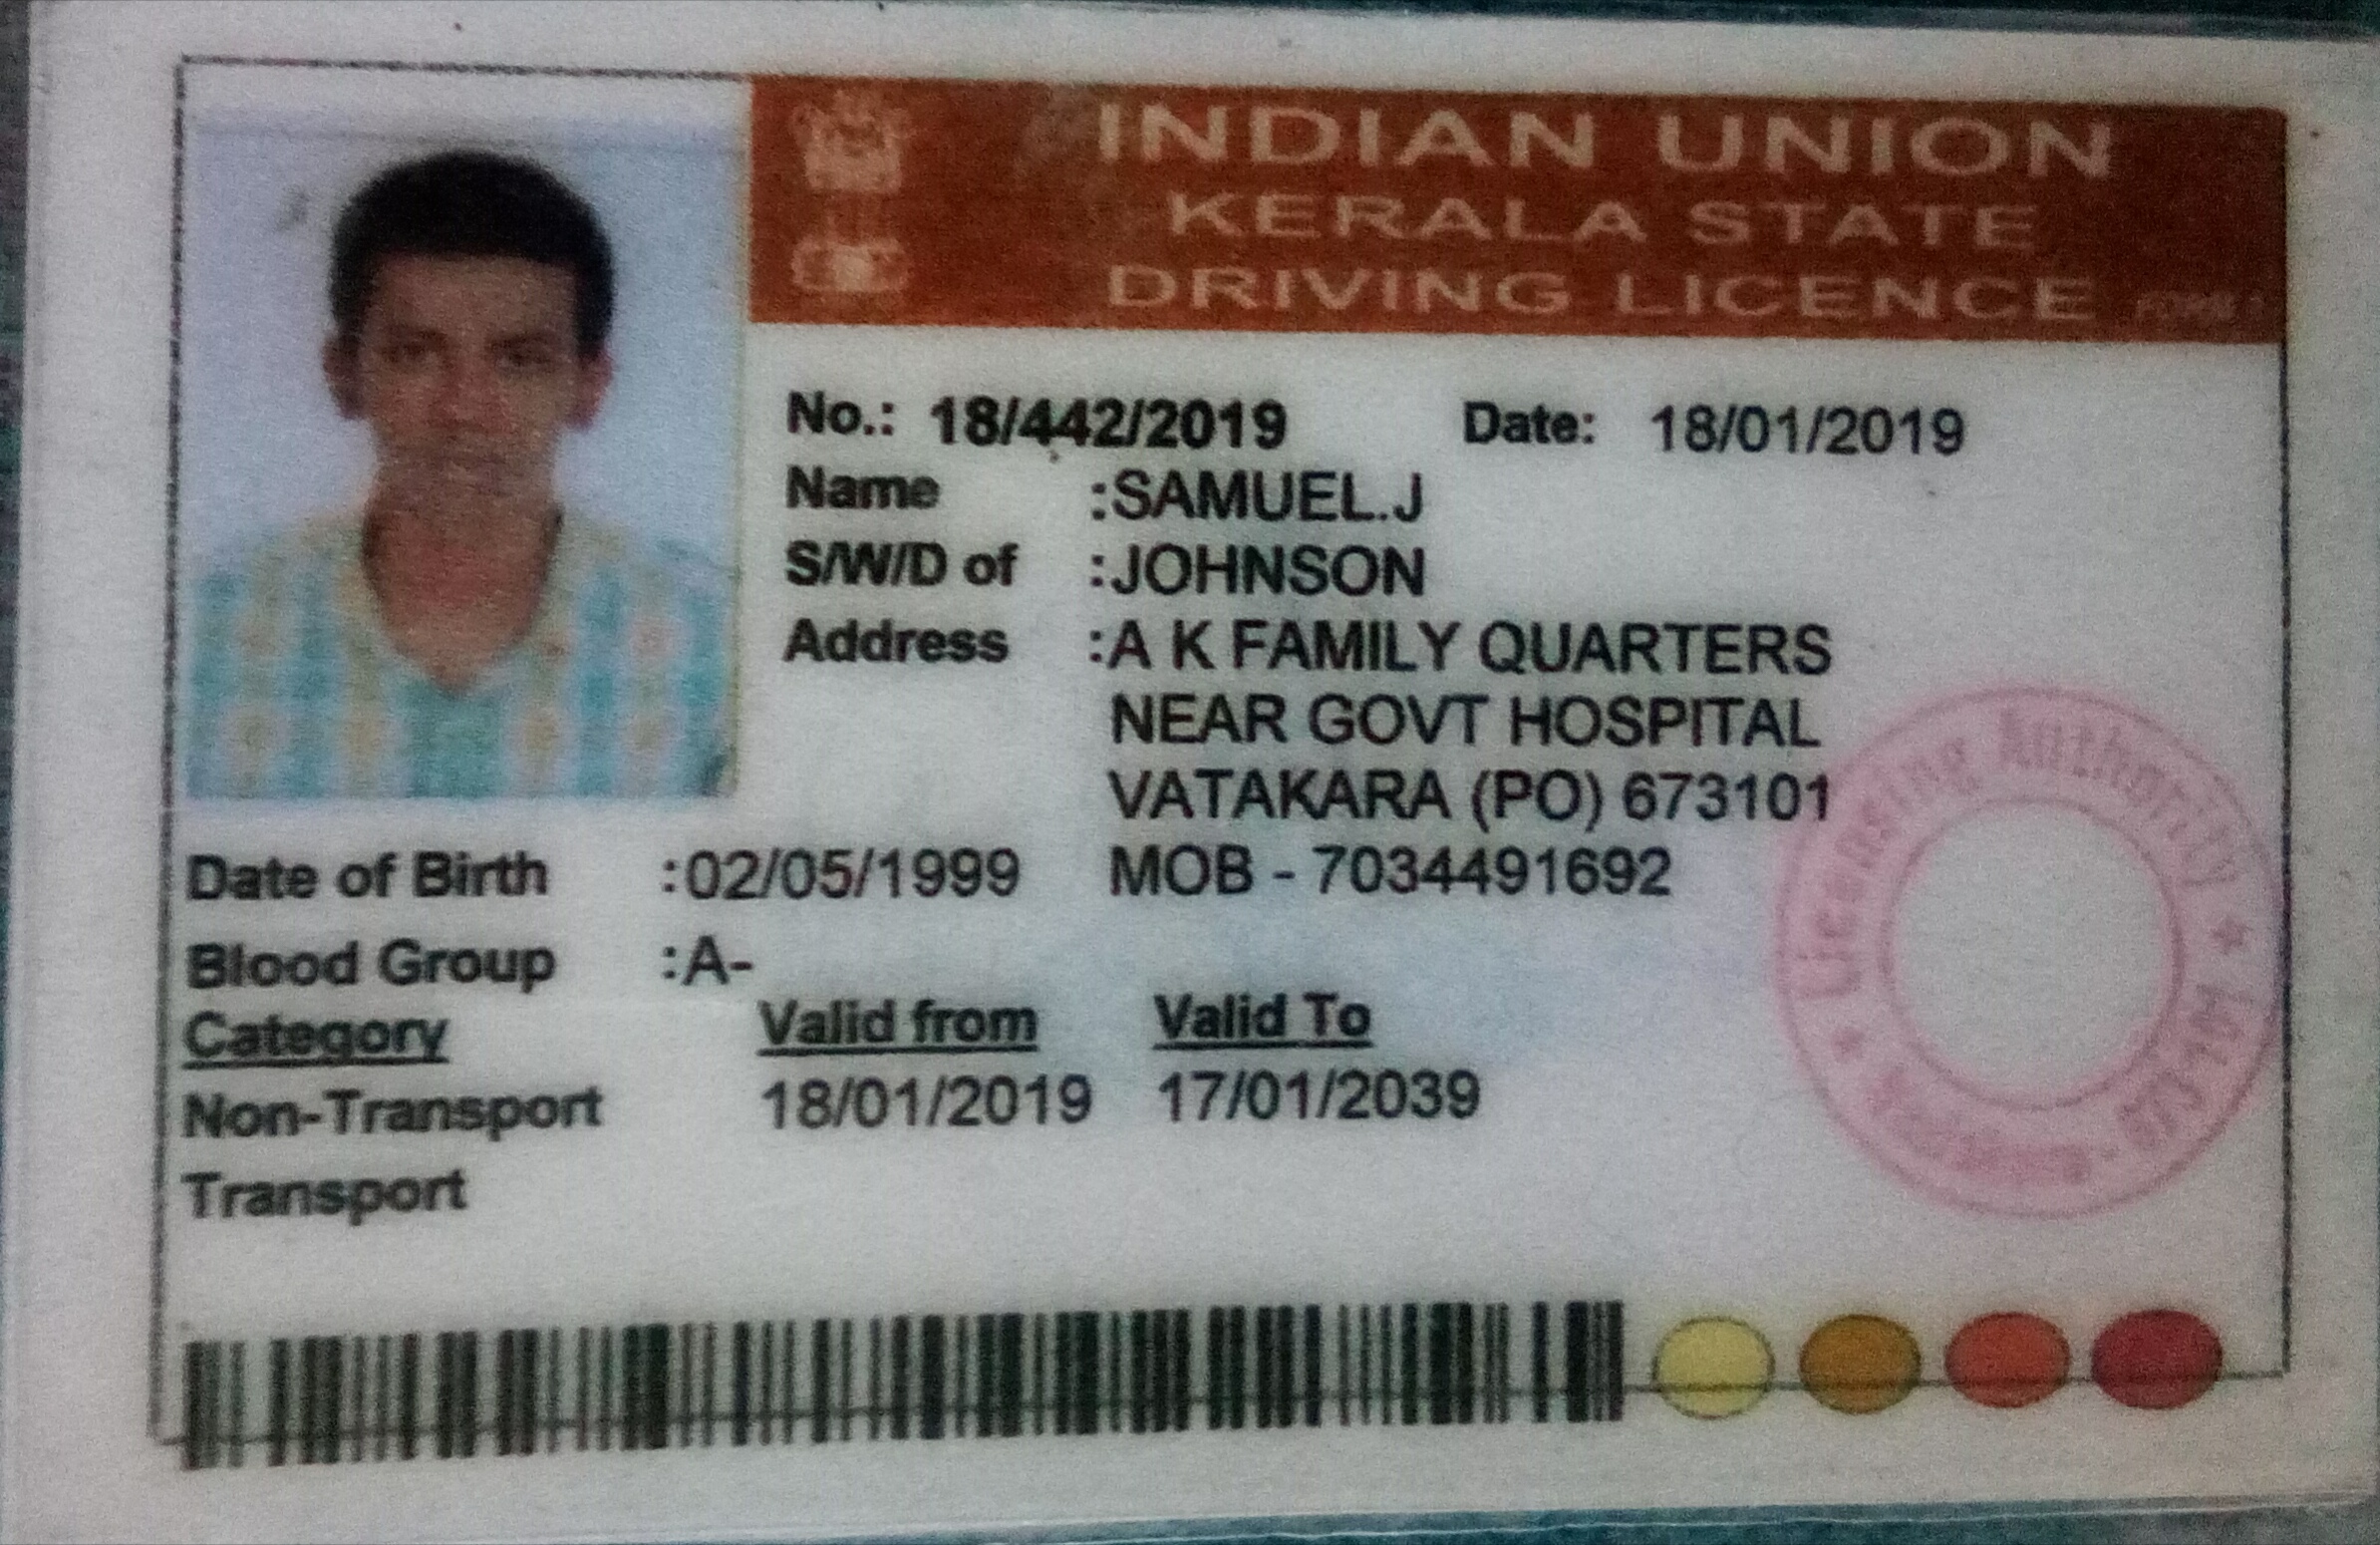 INDIAN UNION
KERALA STATE
DRIVING LICENCE
No.: 18/442/2019 Date: 18/01/2019
Name :SAMUEL.J
S/W/D of :JOHNSON
Address :A K FAMILY QUARTERS
NEAR GOVT HOSPITAL
VATAKARA (PO) 673101
MOB - 7034491692
Date of Birth :02/05/1999
Blood Group :A-
Category Valid from Valid To
Non-Transport 18/01/2019 17/01/2039
Transport
Licensing Authority